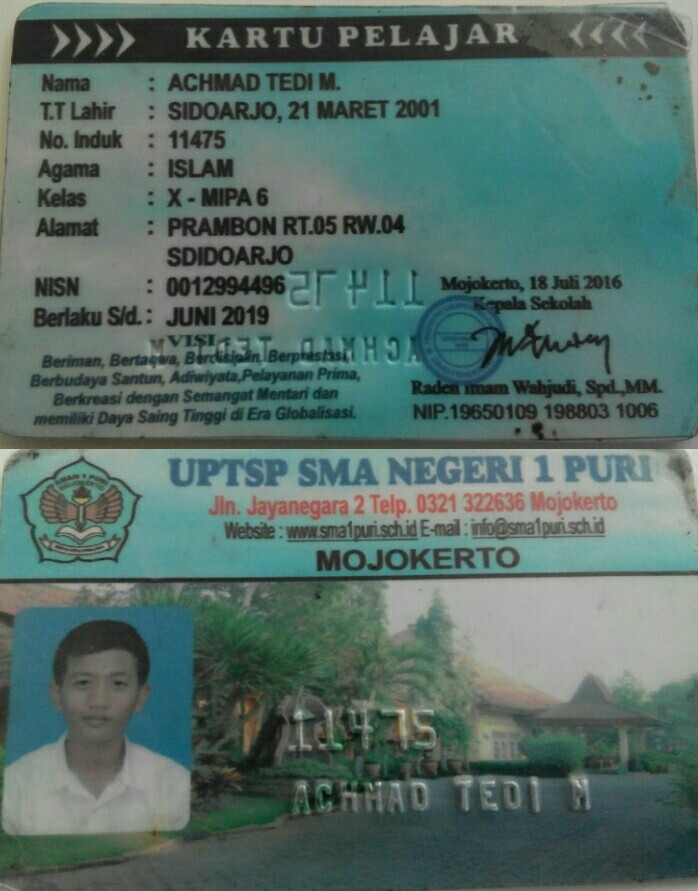 KARTU PELAJAR
Nama : ACHMAD TEDI M.
T.T Lahir : SIDOARJO, 21 MARET 2001
No. Induk : 11475
Agama : ISLAM
Kelas : X - MIPA 6
Alamat : PRAMBON RT.05 RW.04
SDIDOARJO
NISN : 0012994496
Berlaku S/d. : JUNI 2019
VISI
Beriman, Bertaqwa, Berdisiplin, Berprestasi,
Berbudaya Santun, Adiwiyata,Pelayanan Prima,
Berkreasi dengan Semangat Mentari dan
memiliki Daya Saing Tinggi di Era Globalisasi.
Mojokerto, 18 Juli 2016
Kepala Sekolah
Raden Imam Wahjudi, Spd.,MM.
NIP.19650109 198803 1006
SMAN 1 PURI
UPTSP SMA NEGERI 1 PURI
Jln. Jayanegara 2 Telp. 0321 322636 Mojokerto
Website : www.sma1puri.sch.id E-mail : info@sma1puri.sch.id
MOJOKERTO
11475
ACHMAD TEDI M